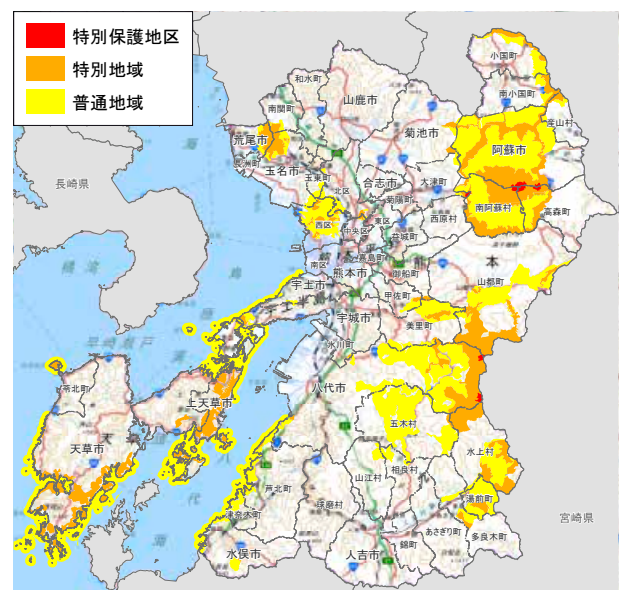 特別保護地区
特別地域
普通地域
小国町
南小国町
産山村
和水町
山鹿市
南関町
菊池市
荒尾市
阿蘇市
長洲町
玉名市
玉東町
合志市
大津町
北区
菊陽町
長崎県
西区
中央区
東区
西原村
南阿蘇村
高森町
益城町
嘉島町
南区
熊本市
御船町
本
山都町
宇土市
甲佐町
宇城市
美里町
氷川町
八代市
苓北町
上天草市
天草市
五木村
水上村
山江村
相良村
芦北町
湯前町
球磨村
津奈木町
あさぎり町
多良木町
水俣市
人吉市
錦町
宮崎県